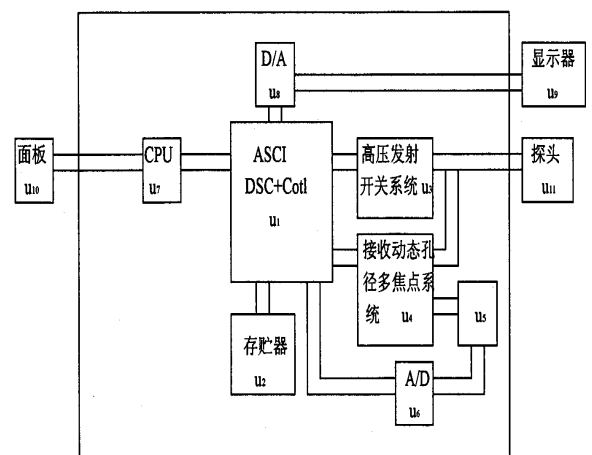 D/A
u8
显示器
u9
面板
u10
CPU
u7
ASCI
DSC+Cotl
u1
高压发射
开关系统 u3
探头
u11
接收动态孔
径多焦点系
统 u4
u5
存贮器
u2
A/D
u6